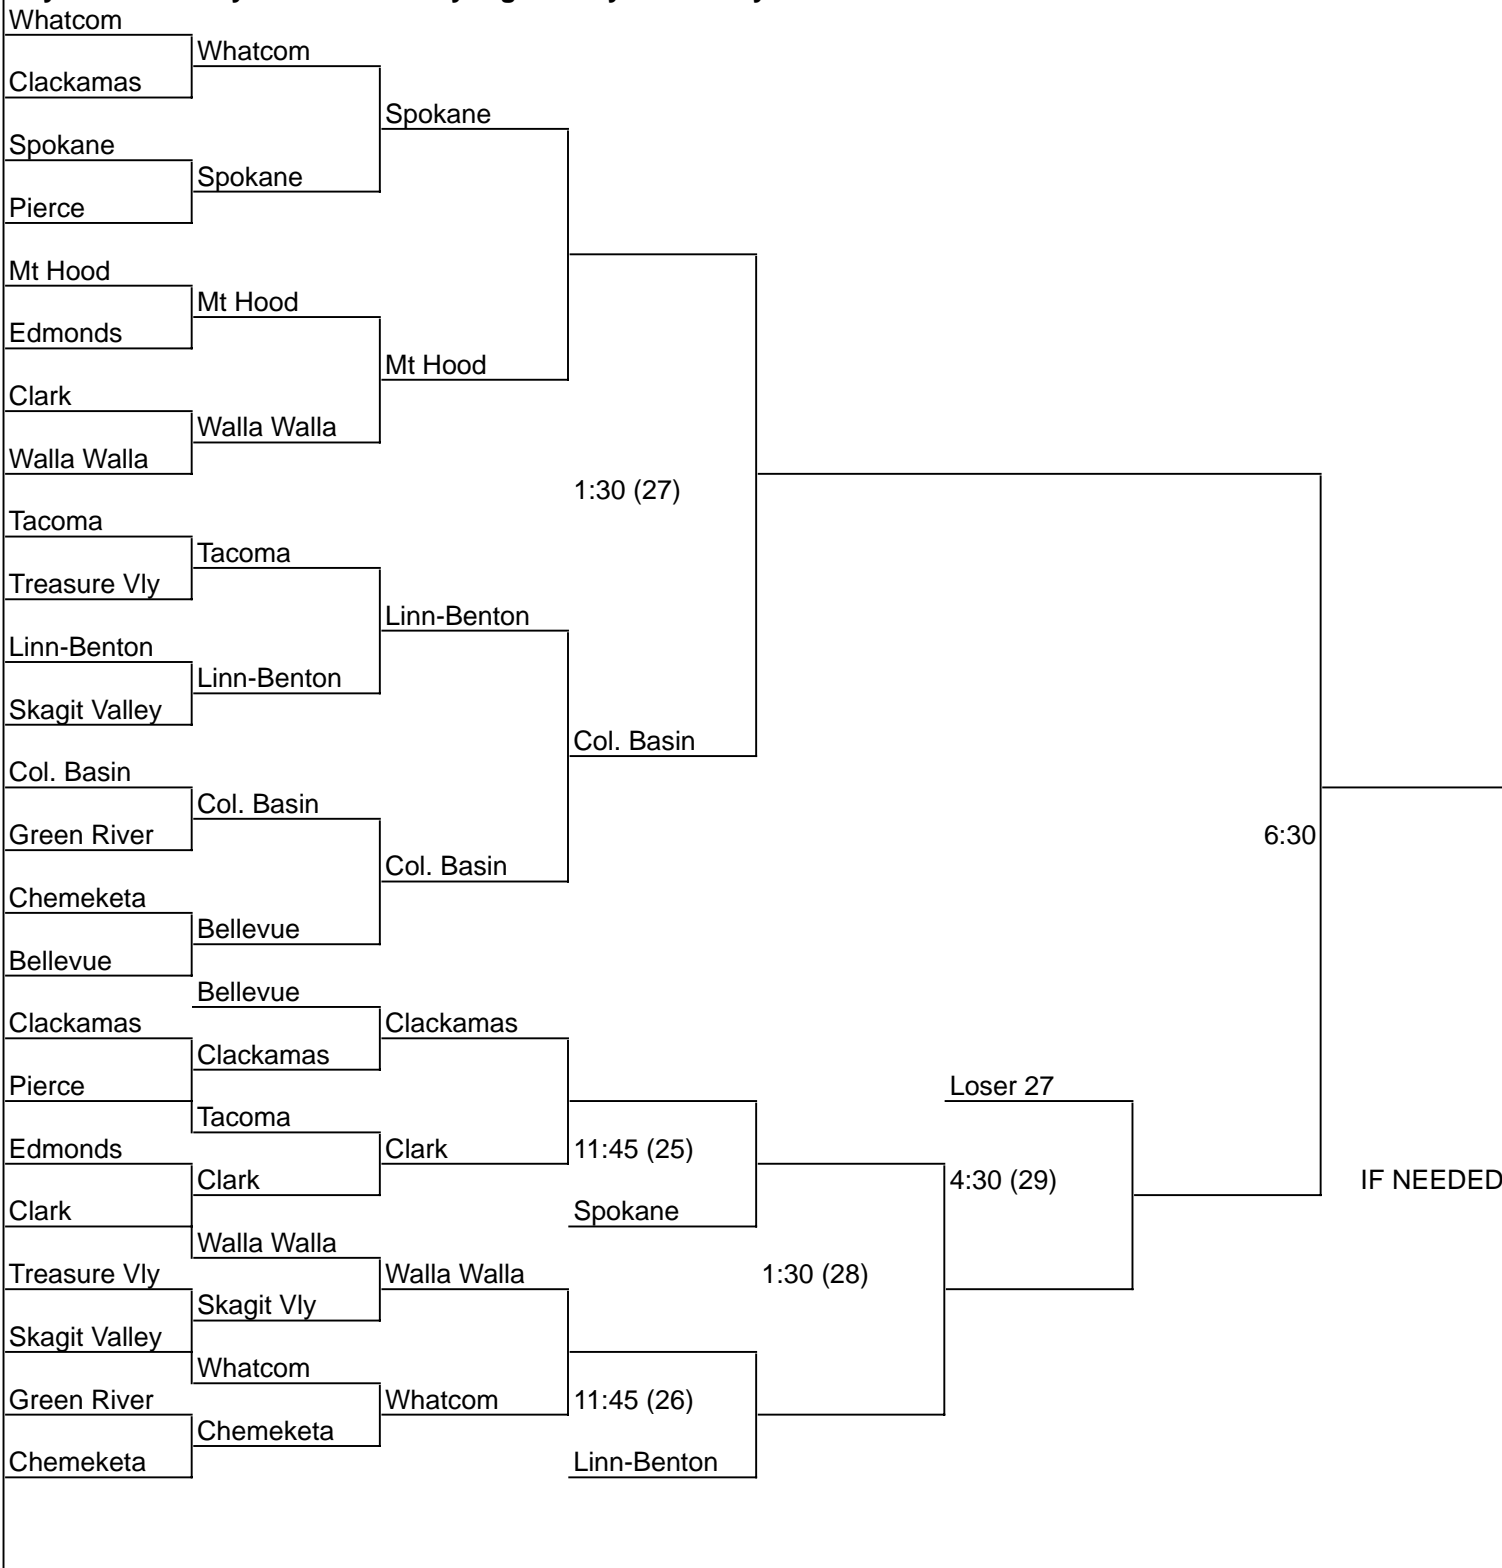 Whatcom
Whatcom
Clackamas
Spokane
Spokane
Spokane
Pierce
Mt Hood
Mt Hood
Edmonds
Mt Hood
Clark
Walla Walla
Walla Walla
1:30 (27)
Tacoma
Tacoma
Treasure Vly
Linn-Benton
Linn-Benton
Linn-Benton
Skagit Valley
Col. Basin
Col. Basin
Col. Basin
Green River
6:30
Col. Basin
Chemeketa
Bellevue
Bellevue
Bellevue
Clackamas
Clackamas
Clackamas
Pierce
Loser 27
Tacoma
Edmonds
Clark
11:45 (25)
Clark
4:30 (29)
IF NEEDED
Clark
Spokane
Walla Walla
Treasure Vly
Walla Walla
1:30 (28)
Skagit Vly
Skagit Valley
Whatcom
Green River
Whatcom
11:45 (26)
Chemeketa
Chemeketa
Linn-Benton